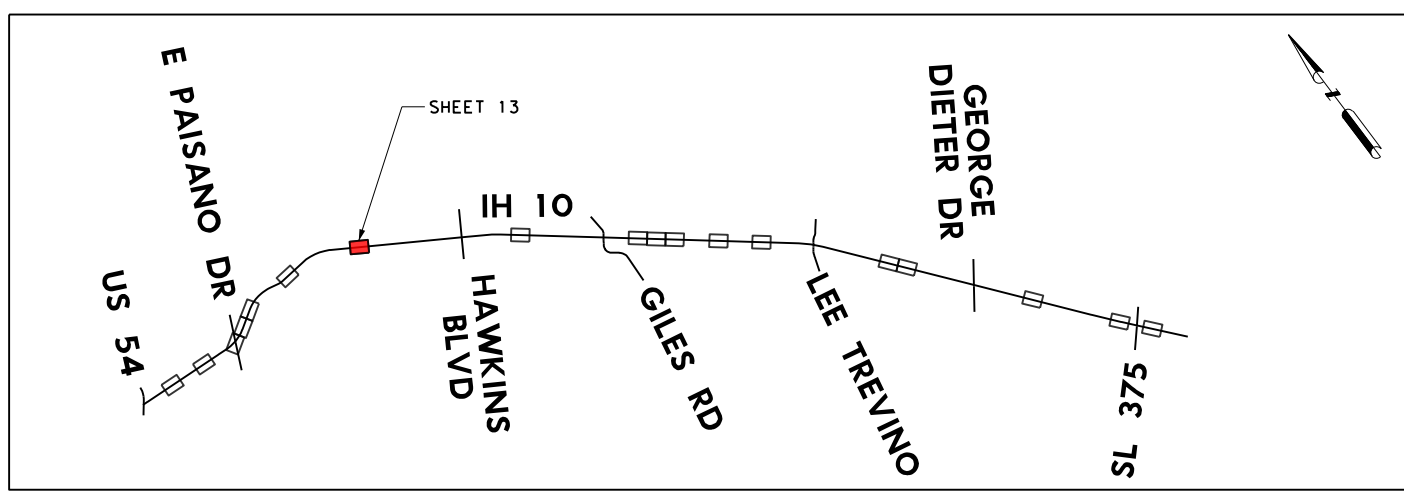 E PAISANO DR
SHEET 13
US 54
IH 10
HAWKINS
BLVD
GILES RD
LEE TREVINO
GEORGE
DIETER DR
SL 375
N